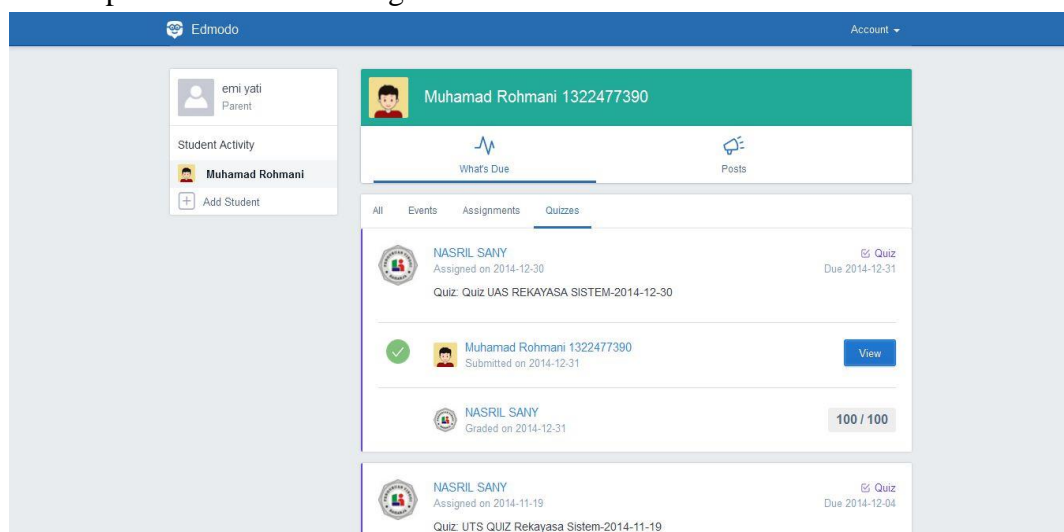 Edmodo
Account
emi yati
Parent
Student Activity
Muhamad Rohmani
Add Student
Muhamad Rohmani 1322477390
What's Due
Posts
All Events Assignments Quizzes
NASRIL SANY
Quiz
Assigned on 2014-12-30
Due 2014-12-31
Quiz: Quiz UAS REKAYASA SISTEM-2014-12-30
Muhamad Rohmani 1322477390
Submitted on 2014-12-31
View
NASRIL SANY
Graded on 2014-12-31
100 / 100
NASRIL SANY
Quiz
Assigned on 2014-11-19
Due 2014-12-04
Quiz: UTS QUIZ Rekayasa Sistem-2014-11-19